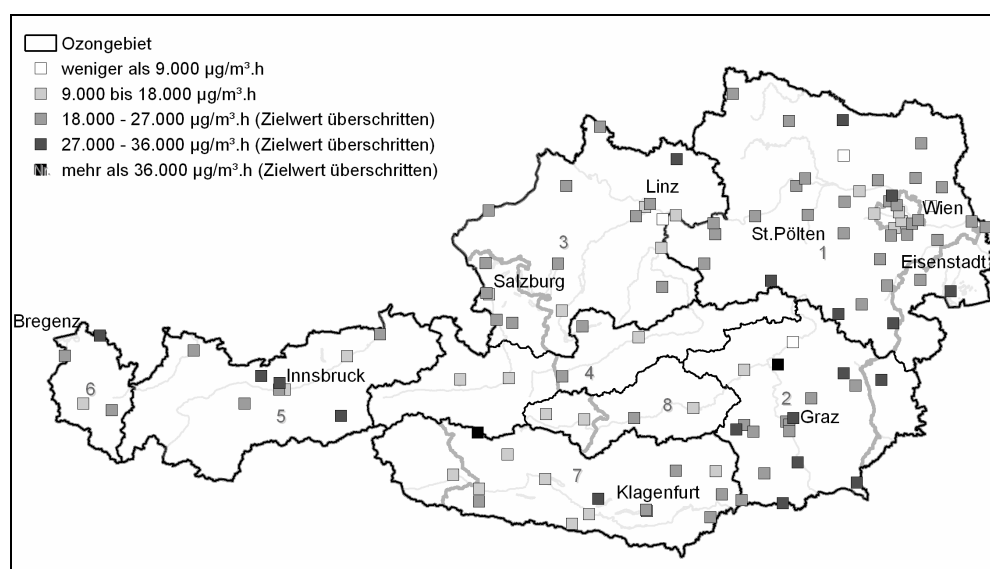 Ozongebiet
weniger als 9.000 µg/m³.h
9.000 bis 18.000 µg/m³.h
18.000 - 27.000 µg/m³.h (Zielwert überschritten)
27.000 - 36.000 µg/m³.h (Zielwert überschritten)
mehr als 36.000 µg/m³.h (Zielwert überschritten)
Linz
Wien
St.Pölten
3
1
Eisenstadt
Salzburg
Bregenz
4
Innsbruck
6
5
8
2
Graz
7
Klagenfurt